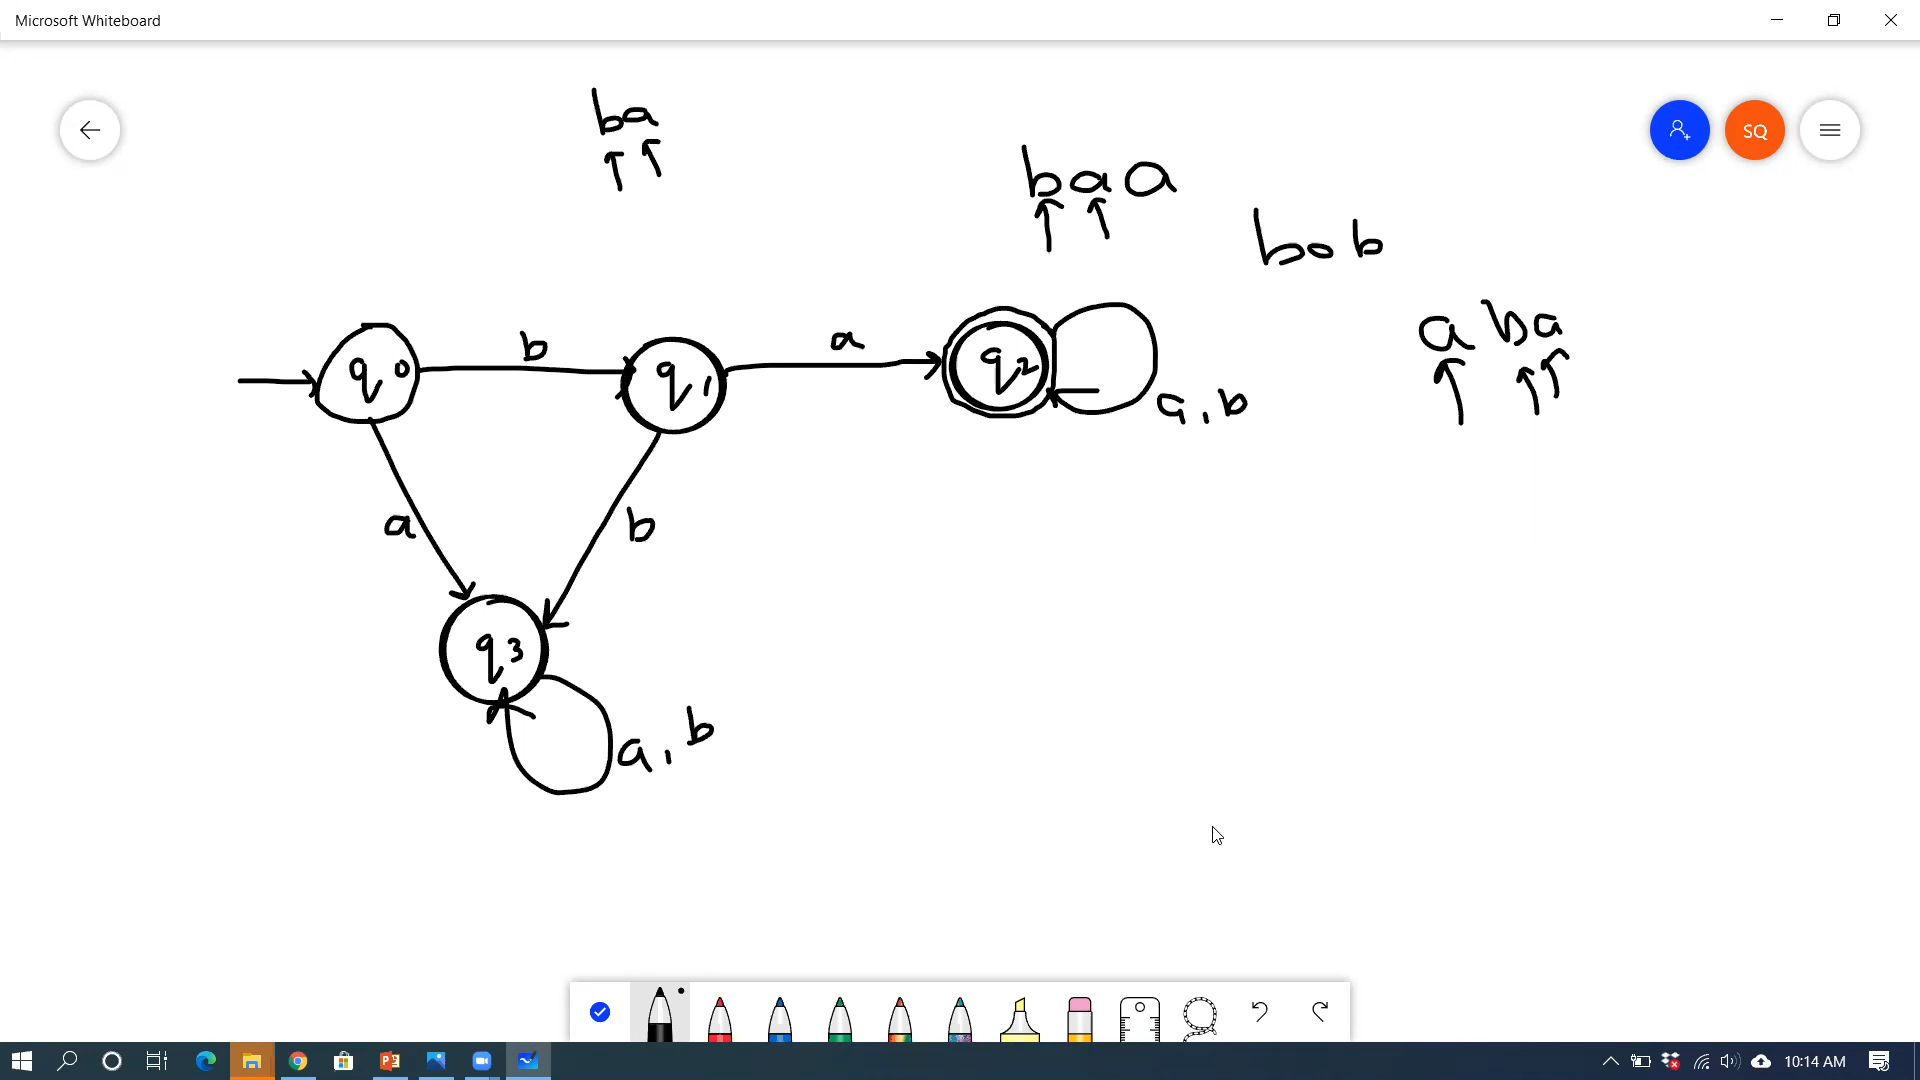 Microsoft Whiteboard
ba
SQ
baa
bab
aba
q0
b
q1
a
q2
a, b
a
b
q3
a, b
10:14 AM